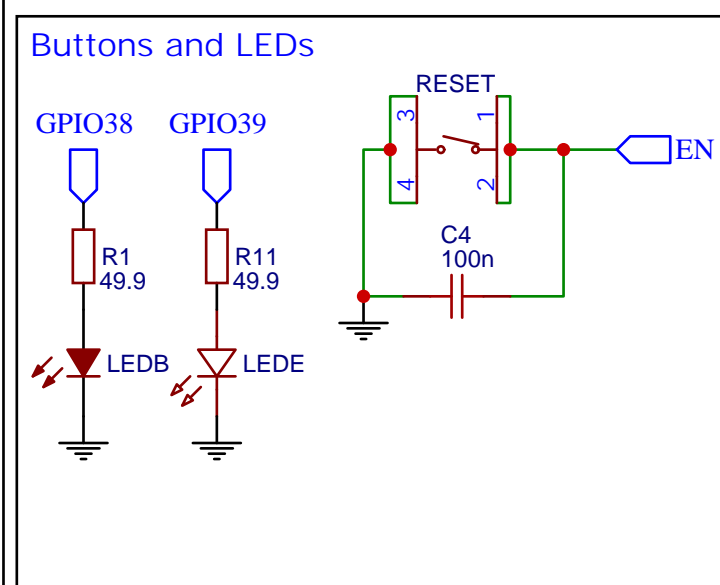 Buttons and LEDs
GPIO38
GPIO39
R1
49.9
R11
49.9
LEDB
LEDE
RESET
3
4
1
2
EN
C4
100n